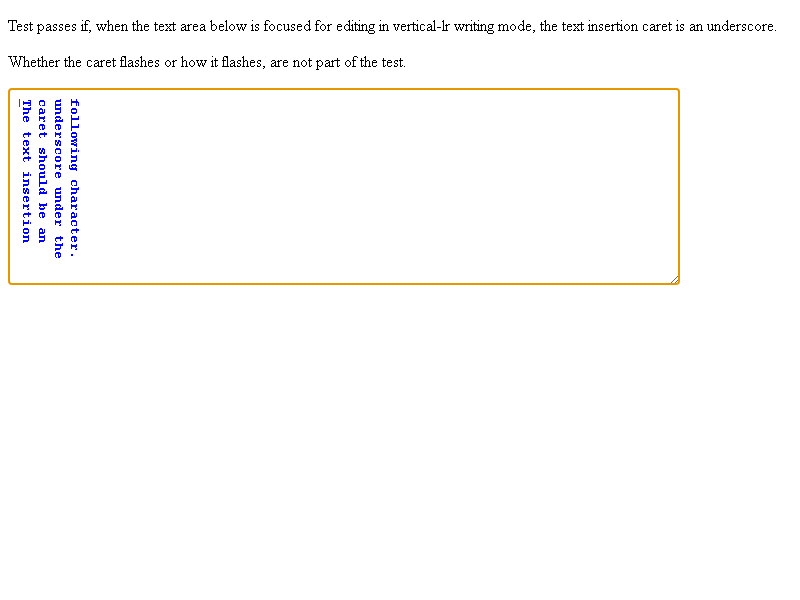 Test passes if, when the text area below is focused for editing in vertical-lr writing mode, the text insertion caret is an underscore.
Whether the caret flashes or how it flashes, are not part of the test.
The text insertion
caret should be an
underscore under the
following character.